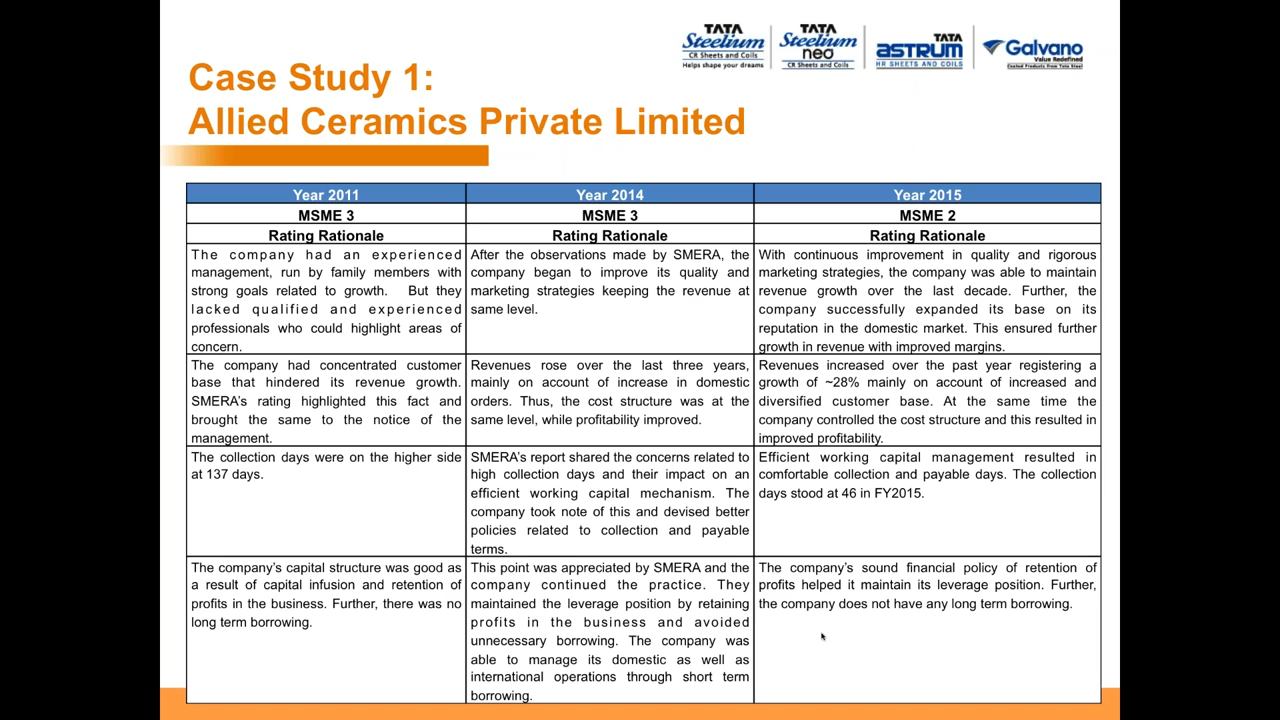 TATA
Steelium
CR Sheets and Coils
Helps shape your dreams
TATA
Steelium
neo
CR Sheets and Coils
TATA
ASTRUM
HR SHEETS AND COILS
Galvano
Value Redefined
Coated Products from Tata Steel
Case Study 1:
Allied Ceramics Private Limited
Year 2011
Year 2014
Year 2015
MSME 3
MSME 3
MSME 2
Rating Rationale
Rating Rationale
Rating Rationale
The company had an experienced
management, run by family members with
strong goals related to growth. But they
lacked qualified and experienced
professionals who could highlight areas of
concern.
After the observations made by SMERA, the
company began to improve its quality and
marketing strategies keeping the revenue at
same level.
With continuous improvement in quality and rigorous
marketing strategies, the company was able to maintain
revenue growth over the last decade. Further, the
company successfully expanded its base on its
reputation in the domestic market. This ensured further
growth in revenue with improved margins.
The company had concentrated customer
base that hindered its revenue growth.
SMERA's rating highlighted this fact and
brought the same to the notice of the
management.
Revenues rose over the last three years,
mainly on account of increase in domestic
orders. Thus, the cost structure was at the
same level, while profitability improved.
Revenues increased over the past year registering a
growth of ~28% mainly on account of increased and
diversified customer base. At the same time the
company controlled the cost structure and this resulted in
improved profitability.
The collection days were on the higher side
at 137 days.
SMERA's report shared the concerns related to
high collection days and their impact on an
efficient working capital mechanism. The
company took note of this and devised better
policies related to collection and payable
terms.
Efficient working capital management resulted in
comfortable collection and payable days. The collection
days stood at 46 in FY2015.
The company's capital structure was good as
a result of capital infusion and retention of
profits in the business. Further, there was no
long term borrowing.
This point was appreciated by SMERA and the
company continued the practice. They
maintained the leverage position by retaining
profits in the business and avoided
unnecessary borrowing. The company was
able to manage its domestic as well as
international operations through short term
borrowing.
The company's sound financial policy of retention of
profits helped it maintain its leverage position. Further,
the company does not have any long term borrowing.